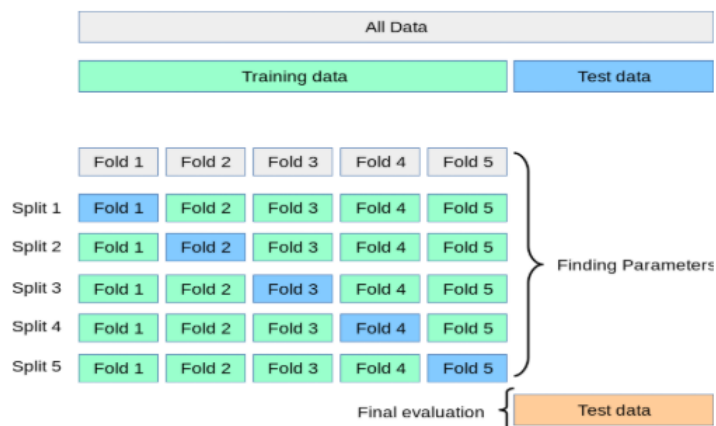 All Data
Training data Test data
Fold 1 Fold 2 Fold 3 Fold 4 Fold 5
Split 1 Fold 1 Fold 2 Fold 3 Fold 4 Fold 5
Split 2 Fold 1 Fold 2 Fold 3 Fold 4 Fold 5
Finding Parameters
Split 3 Fold 1 Fold 2 Fold 3 Fold 4 Fold 5
Split 4 Fold 1 Fold 2 Fold 3 Fold 4 Fold 5
Split 5 Fold 1 Fold 2 Fold 3 Fold 4 Fold 5
Final evaluation Test data